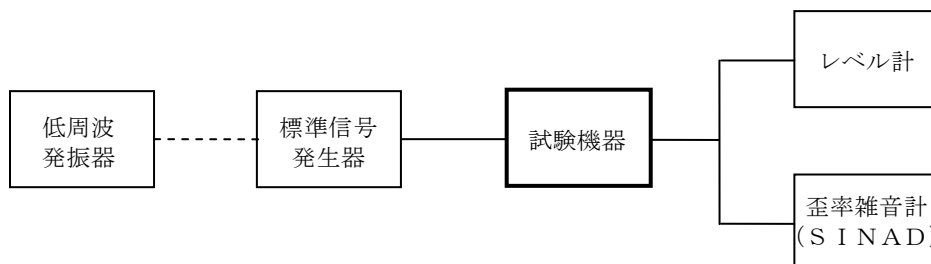 レベル計
低周波
発振器
標準信号
発生器
試験機器
歪率雑音計
(ＳＩＮＡＤ)